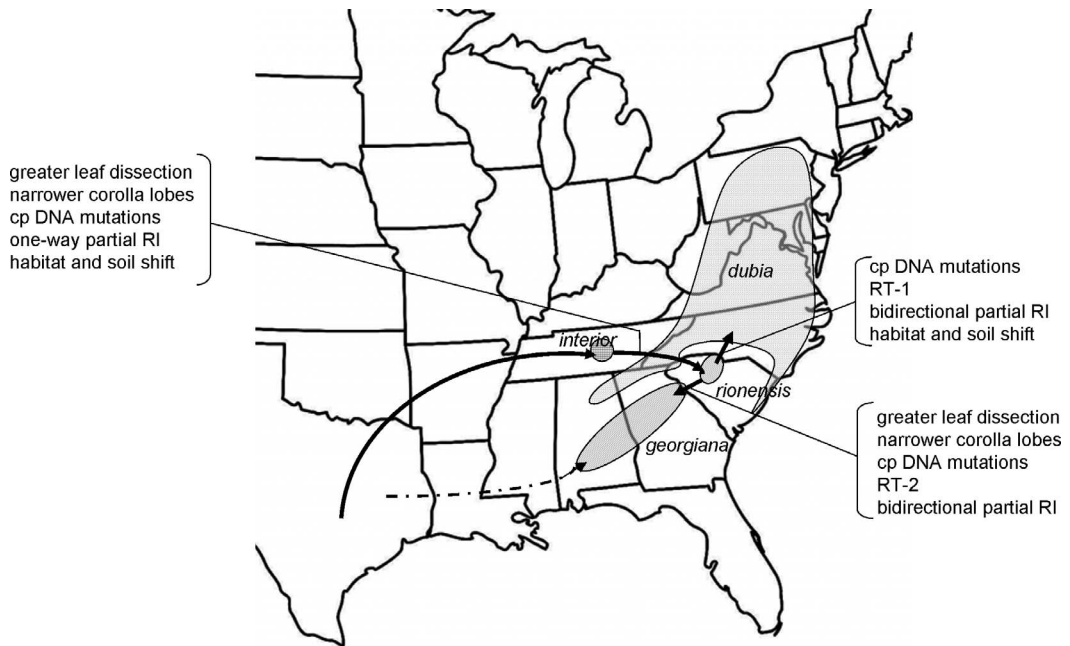 greater leaf dissection
narrower corolla lobes
cp DNA mutations
one-way partial RI
habitat and soil shift
dubia
cp DNA mutations
RT-1
bidirectional partial RI
habitat and soil shift
interior
rionensis
georgiana
greater leaf dissection
narrower corolla lobes
cp DNA mutations
RT-2
bidirectional partial RI